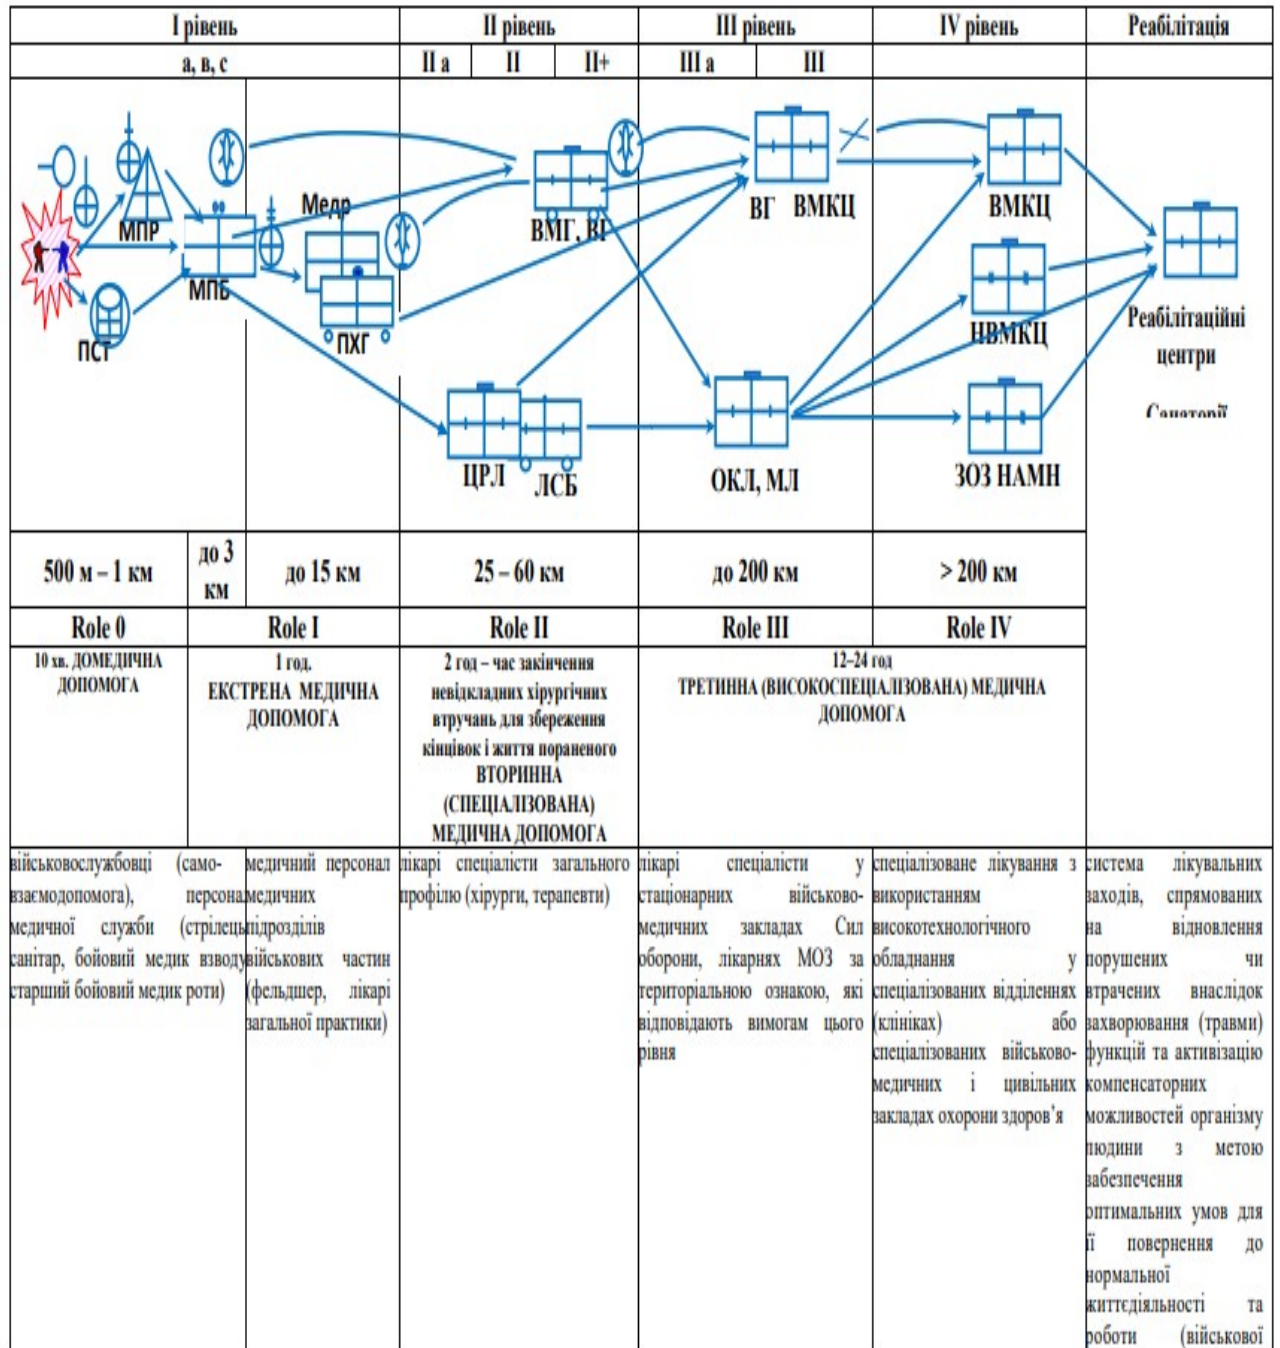 І рівень
ІІ рівень
ІІІ рівень
IV рівень
Реабілітація
а, в, с
ІІ а
ІІ
ІІ+
ІІІ а
ІІІ
МПР
МПБ
ПСТ
Медр
ПХГ
ВМГ, ВГ
ЦРЛ
ЛСБ
ВГ
ВМКЦ
ОКЛ, МЛ
ВМКЦ
НВМКЦ
ЗОЗ НАМН
Реабілітаційні
центри
Санаторії
500 м – 1 км
до 3
км
до 15 км
25 – 60 км
до 200 км
> 200 км
Role 0
Role I
Role II
Role III
Role IV
10 хв. ДОМЕДИЧНА
ДОПОМОГА
1 год.
ЕКСТРЕНА МЕДИЧНА
ДОПОМОГА
2 год – час закінчення
невідкладних хірургічних
втручань для збереження
кінцівок і життя пораненого
ВТОРИННА
(СПЕЦІАЛІЗОВАНА)
МЕДИЧНА ДОПОМОГА
12–24 год
ТРЕТИННА (ВИСОКОСПЕЦІАЛІЗОВАНА) МЕДИЧНА
ДОПОМОГА
військовослужбовці (само-
взаємодопомога), персонал
медичної служби (стрілець
санітар, бойовий медик взводу
старший бойовий медик роти)
медичний персонал
медичних
підрозділів
військових частин
(фельдшер, лікарі
загальної практики)
лікарі спеціалісти загального
профілю (хірурги, терапевти)
лікарі спеціалісти у
стаціонарних військово-
медичних закладах Сил
оборони, лікарнях МОЗ за
територіальною ознакою, які
відповідають вимогам цього
рівня
спеціалізоване лікування з
використанням
високотехнологічного
обладнання у
спеціалізованих відділеннях
(клініках) або
спеціалізованих військово-
медичних і цивільних
закладах охорони здоров’я
система лікувальних
заходів, спрямованих
на відновлення
порушених чи
втрачених внаслідок
захворювання (травми)
функцій та активізацію
компенсаторних
можливостей організму
людини з метою
забезпечення
оптимальних умов для
її повернення до
нормальної
життєдіяльності та
роботи (військової